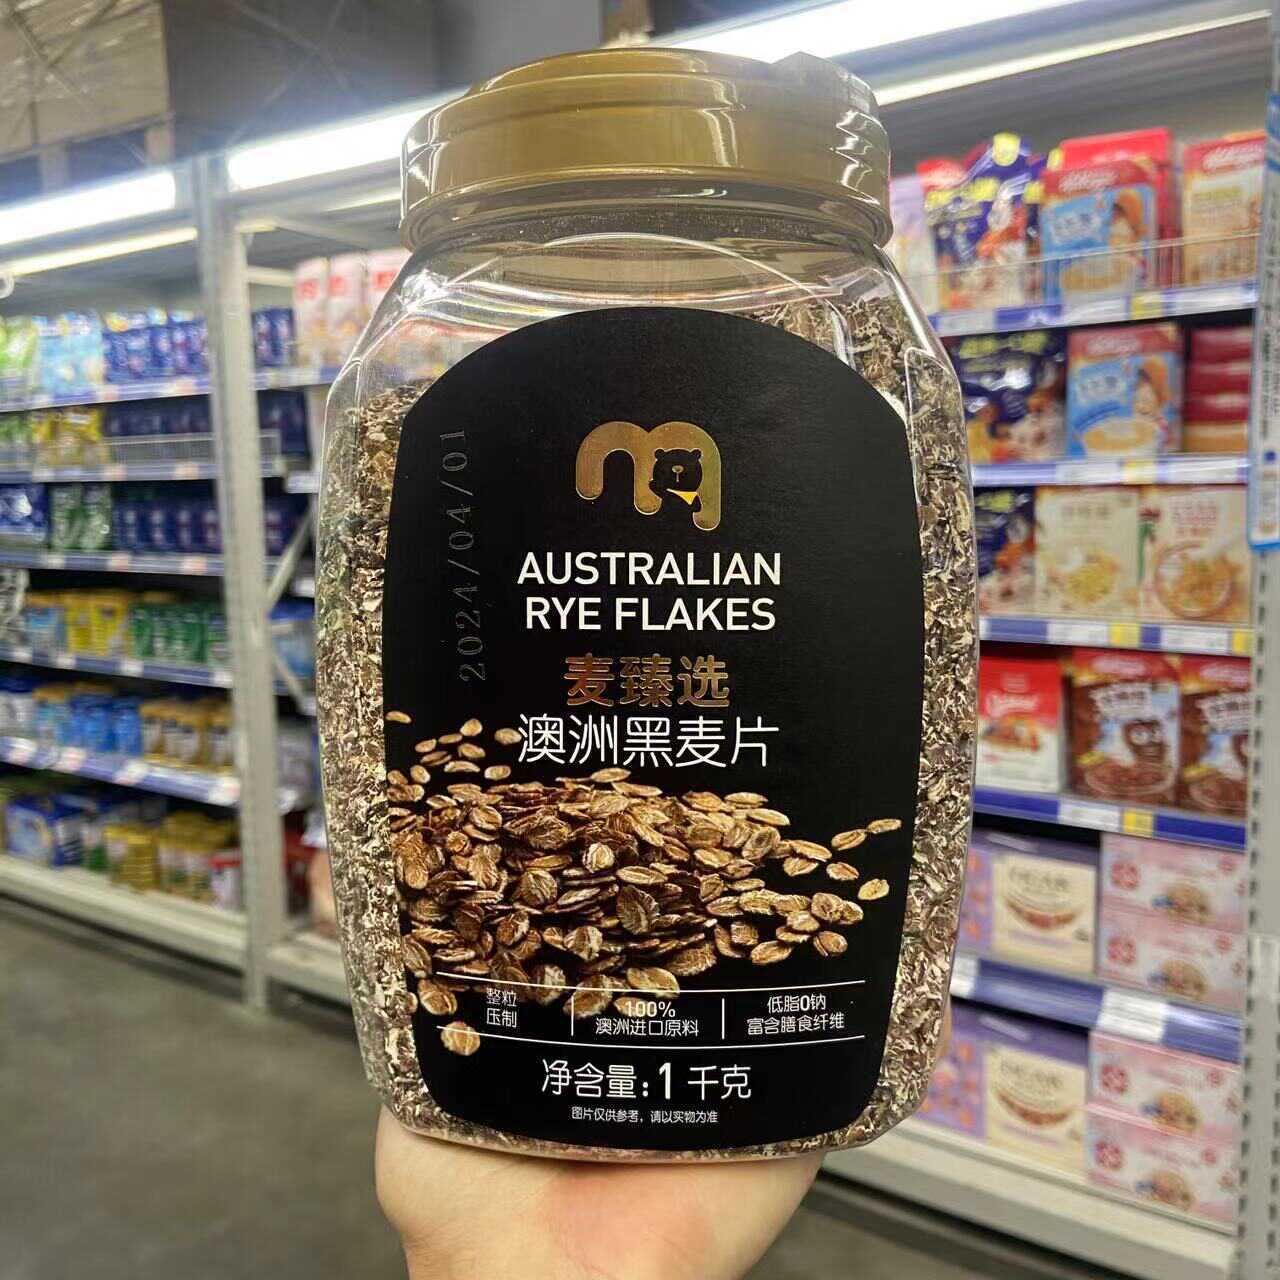 2024/04/01
AUSTRALIAN
RYE FLAKES
麦臻选
澳洲黑麦片
整粒
压制
100%
澳洲进口原料
低脂0钠
富含膳食纤维
净含量:1千克
图片仅供参考，请以实物为准